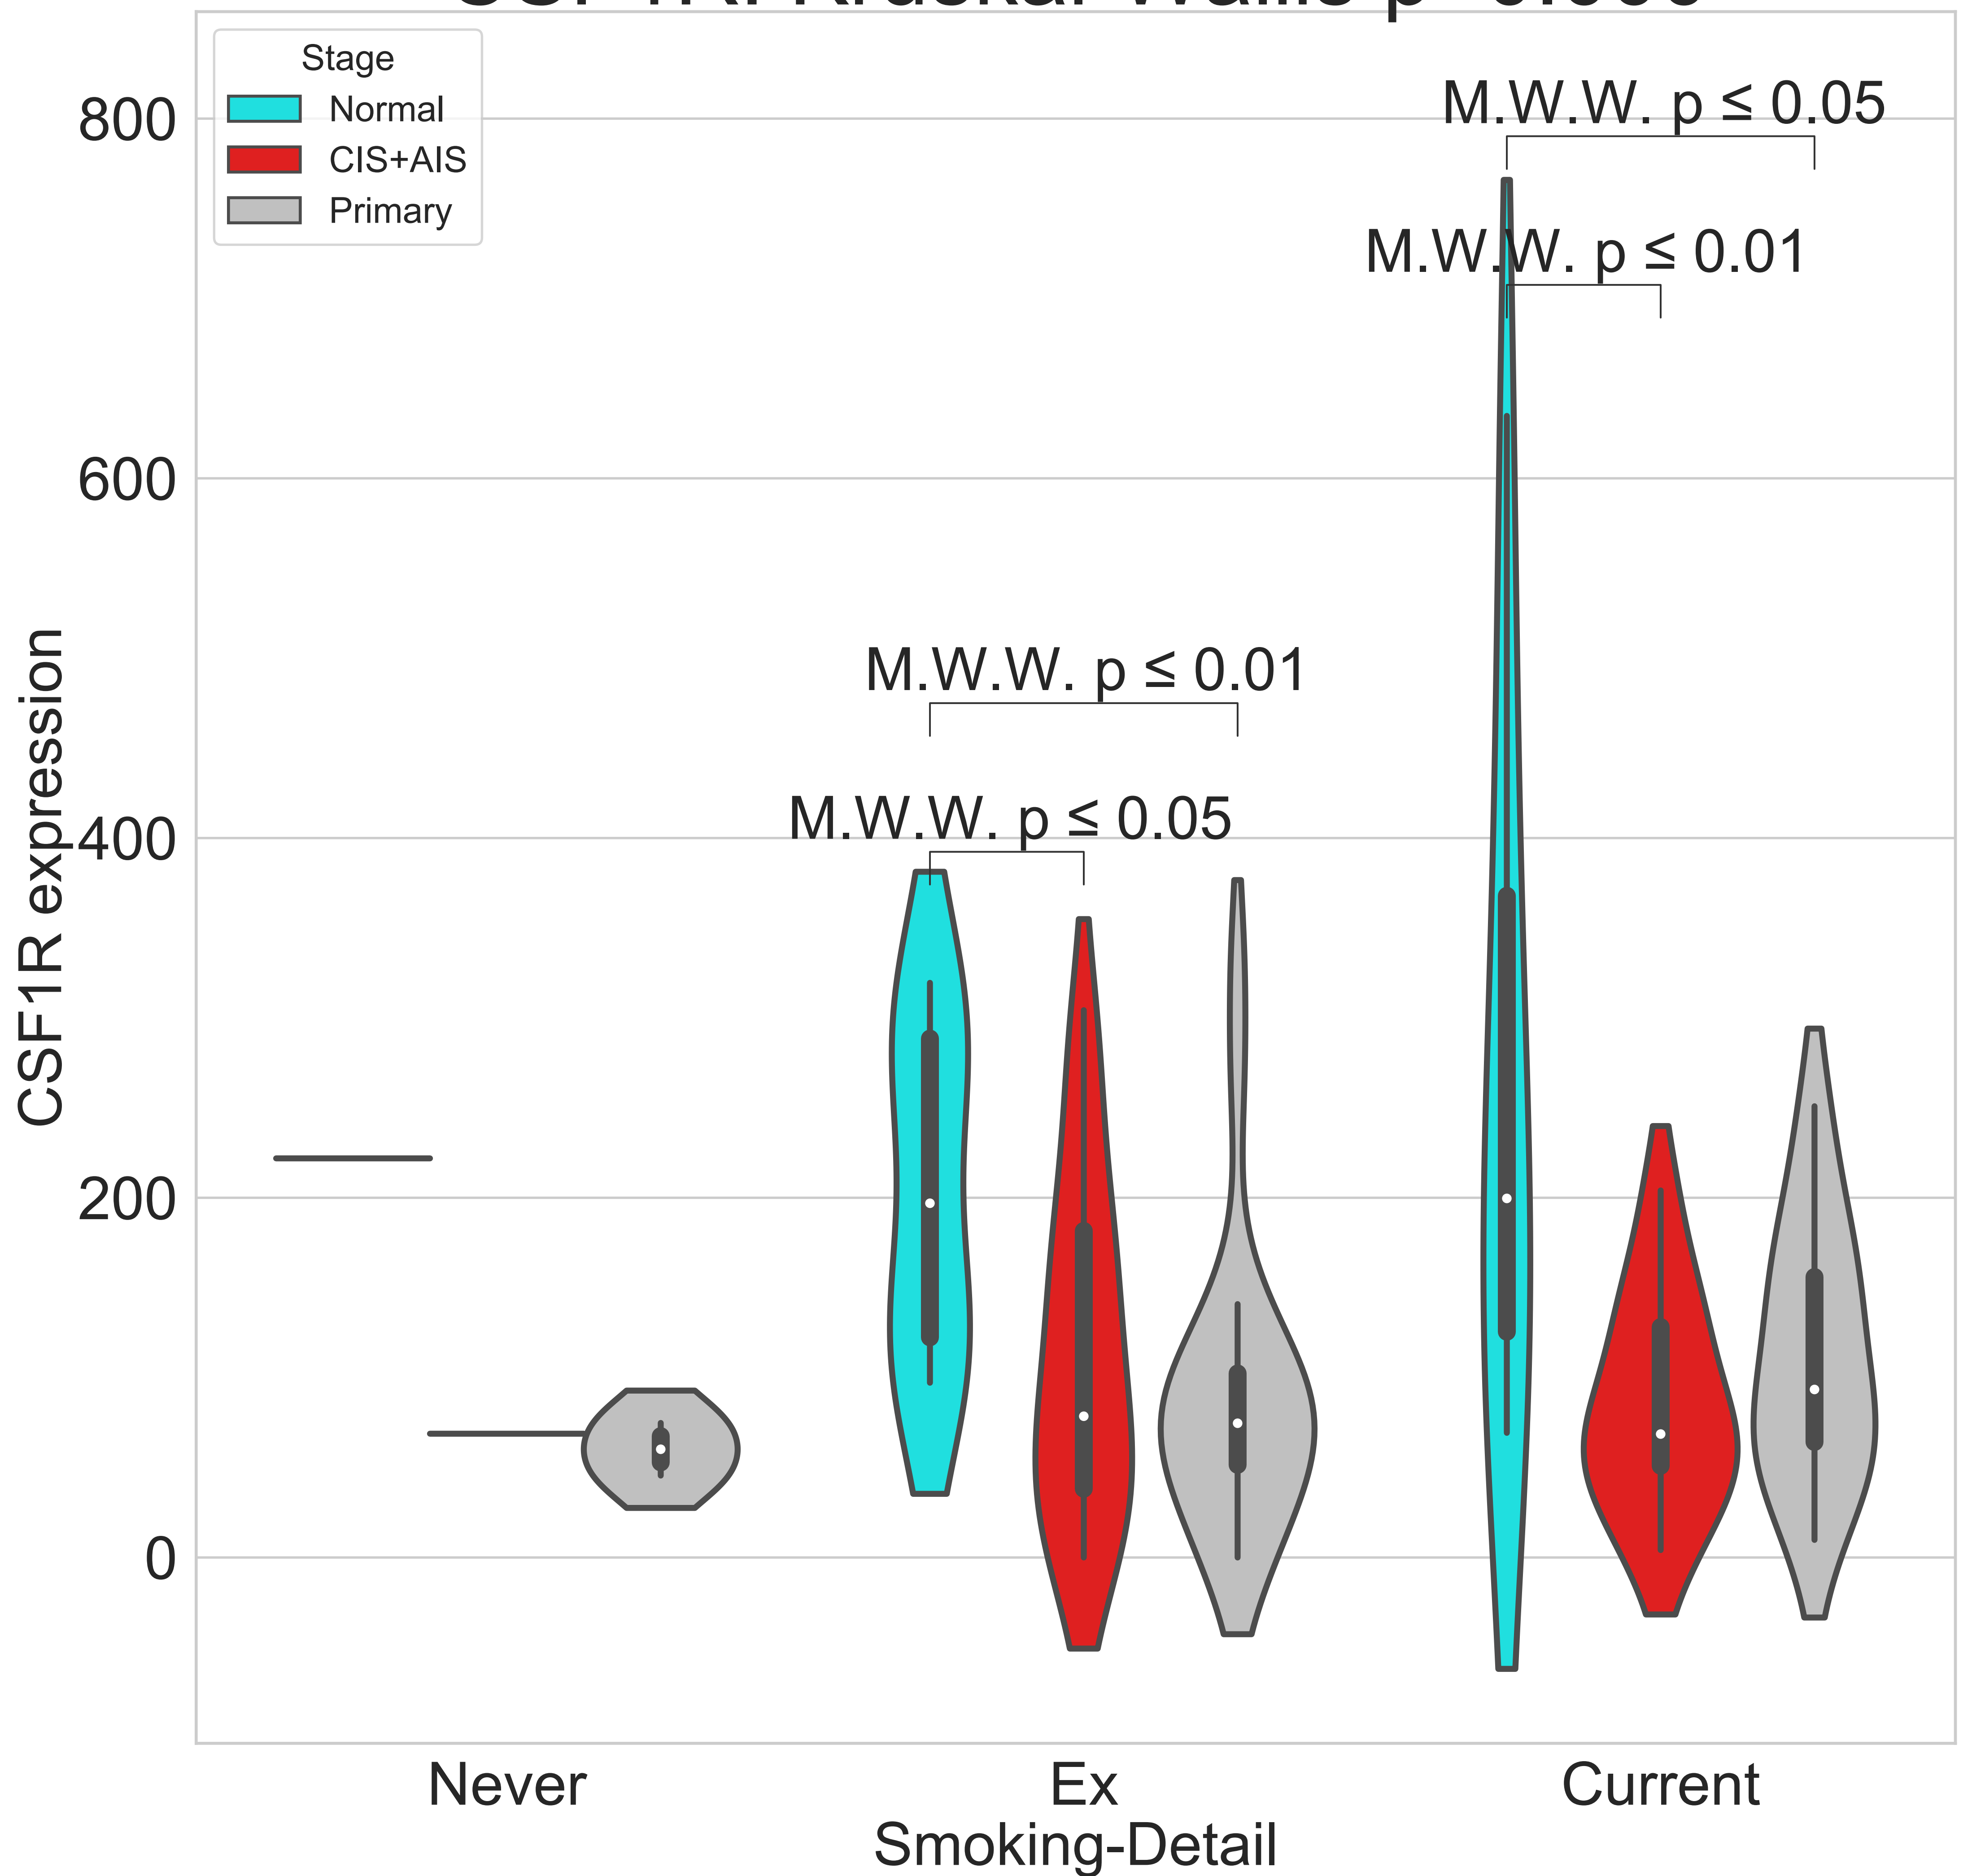 Stage
Normal
CIS+AIS
Primary
M.W.W. p ≤ 0.05
M.W.W. p ≤ 0.01
M.W.W. p ≤ 0.01
M.W.W. p ≤ 0.05
800
600
400
200
0
CSF1R expression
Never
Ex
Current
Smoking-Detail